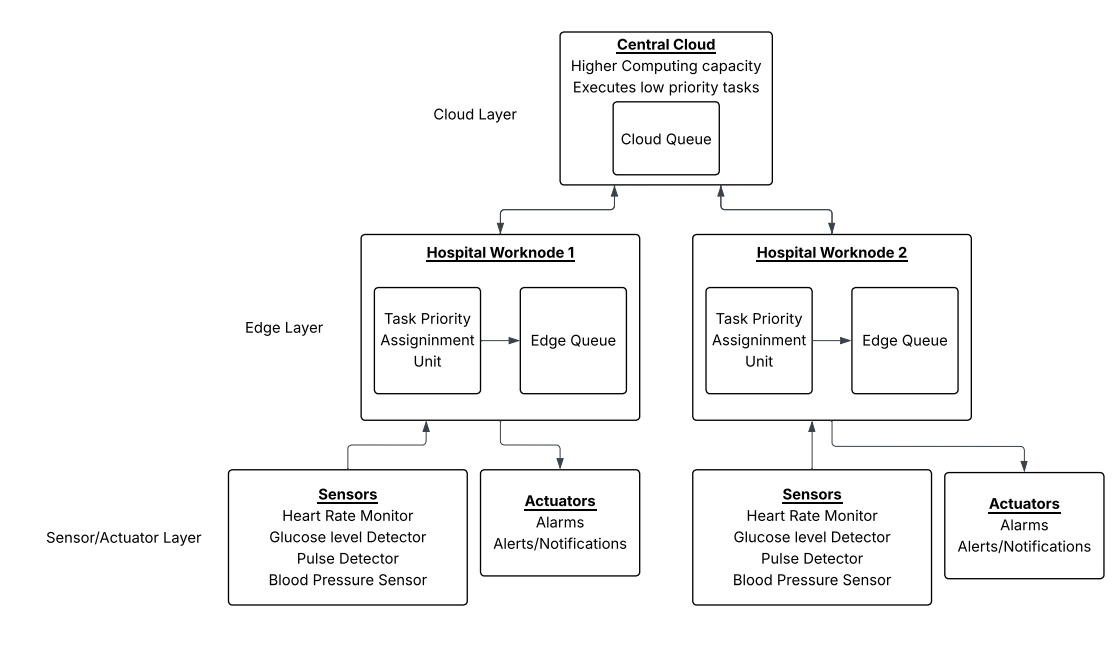 Central Cloud
Higher Computing capacity
Executes low priority tasks
Cloud Layer
Cloud Queue
Hospital Worknode 1
Hospital Worknode 2
Edge Layer
Task Priority
Assigninment
Unit
Edge Queue
Task Priority
Assigninment
Unit
Edge Queue
Sensor/Actuator Layer
Sensors
Heart Rate Monitor
Glucose level Detector
Pulse Detector
Blood Pressure Sensor
Actuators
Alarms
Alerts/Notifications
Sensors
Heart Rate Monitor
Glucose level Detector
Pulse Detector
Blood Pressure Sensor
Actuators
Alarms
Alerts/Notifications